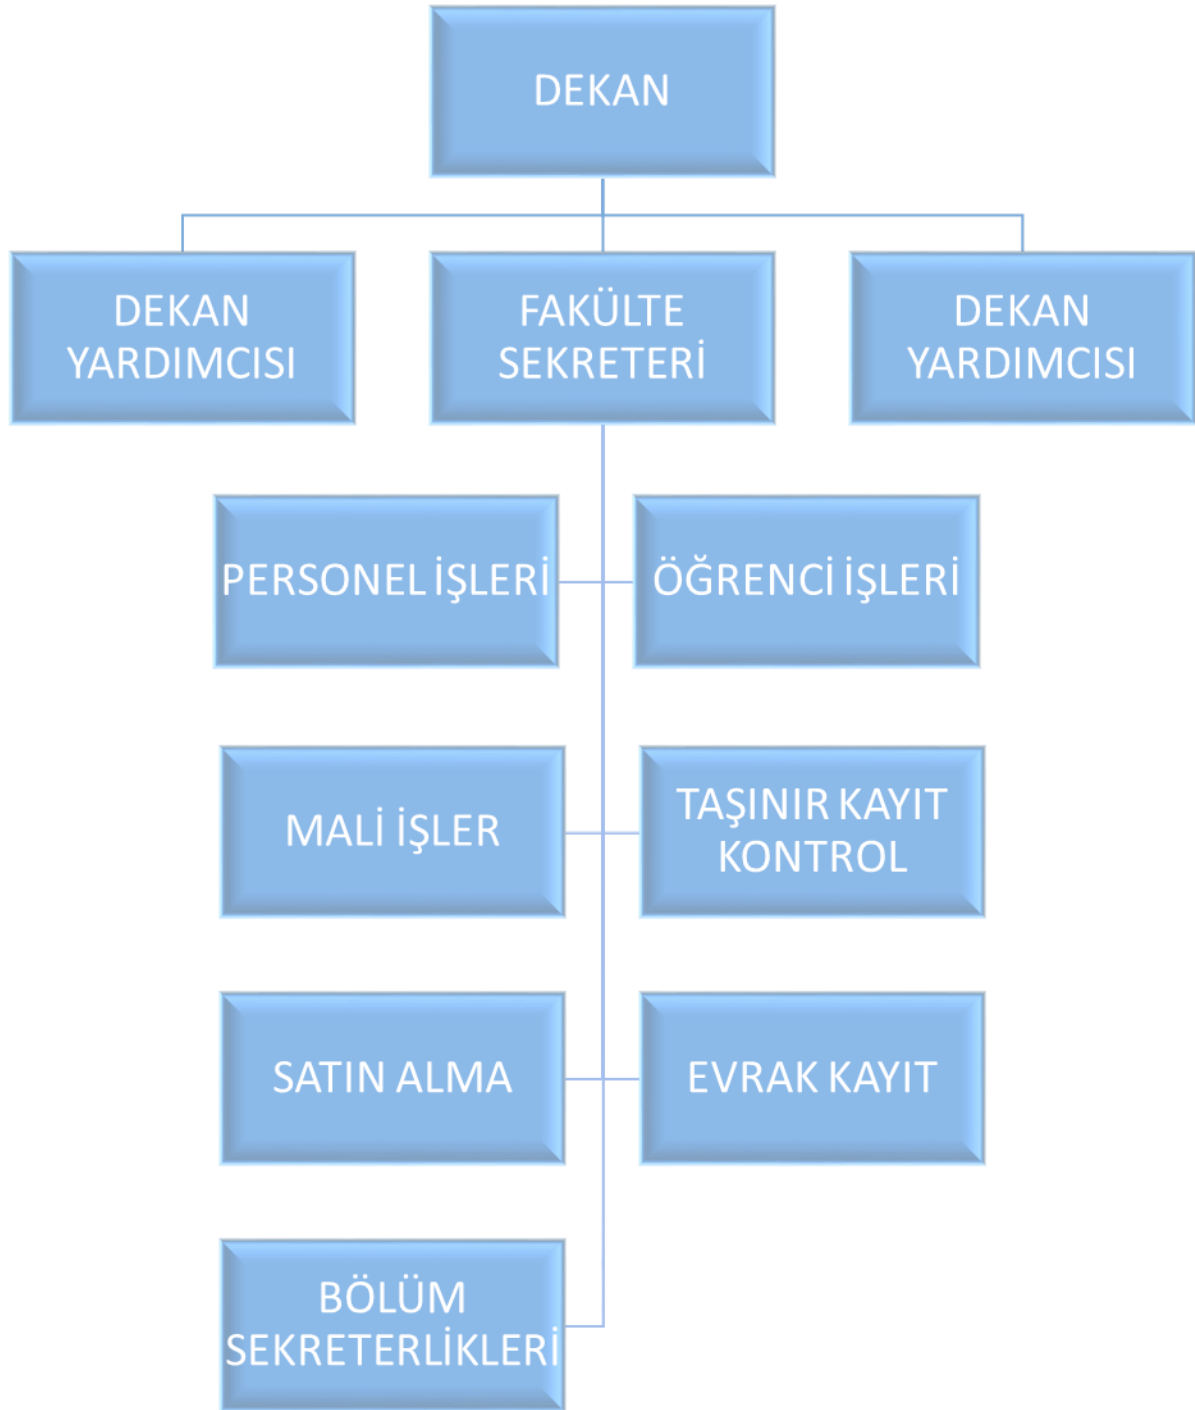 DEKAN
DEKAN
YARDIMCISI
FAKÜLTE
SEKRETERİ
DEKAN
YARDIMCISI
PERSONEL İŞLERİ
ÖĞRENCİ İŞLERİ
MALİ İŞLER
TAŞINIR KAYIT
KONTROL
SATIN ALMA
EVRAK KAYIT
BÖLÜM
SEKRETERLİKLERİ